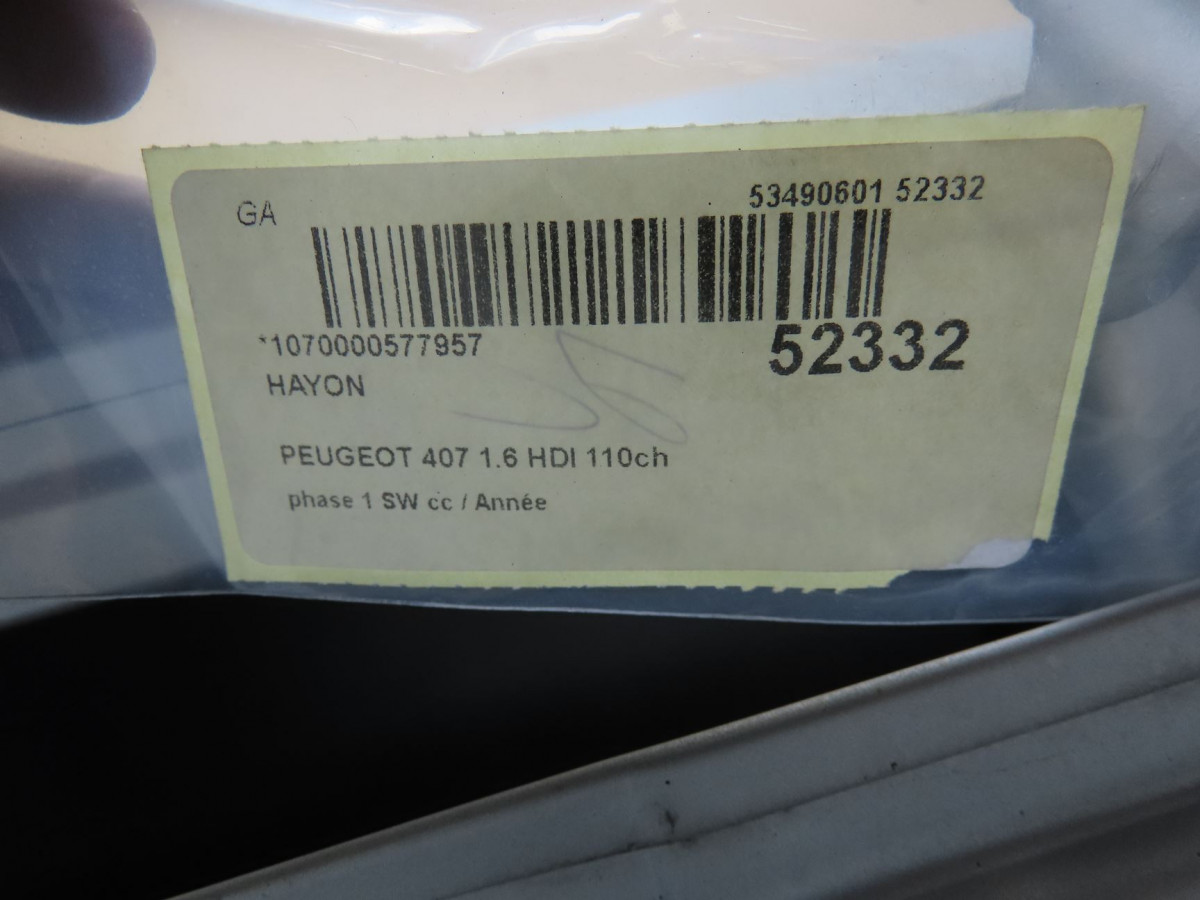 GA
53490601 52332
*1070000577957
52332
HAYON
PEUGEOT 407 1.6 HDI 110ch
phase 1 SW cc / Année